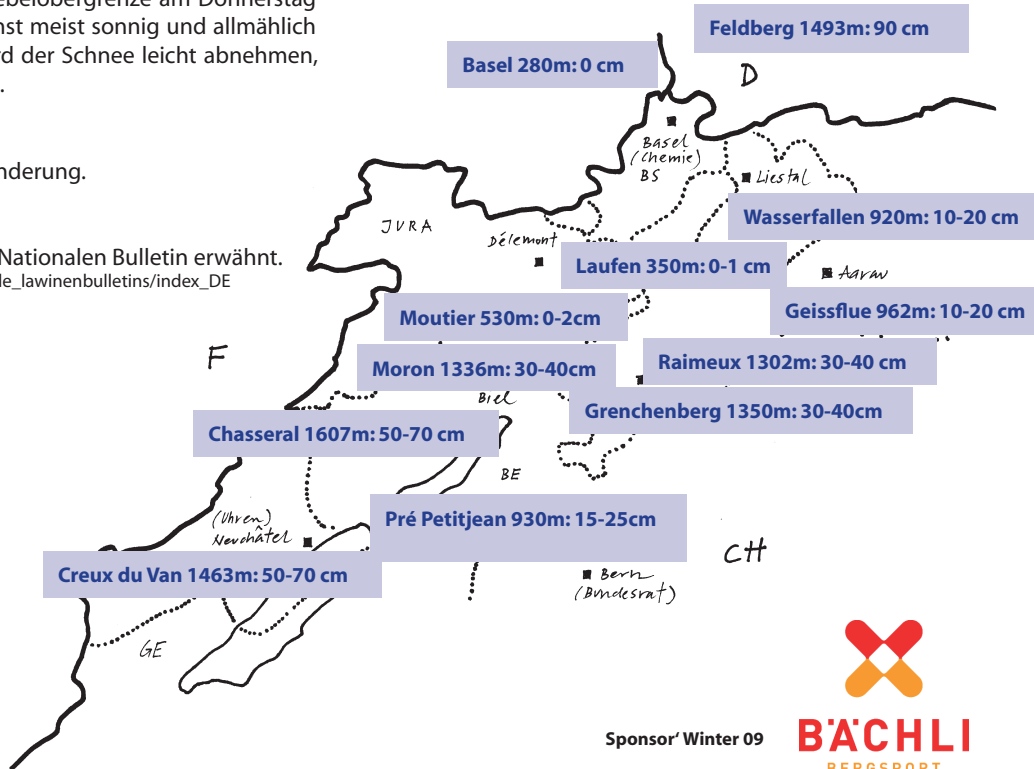 ebelobergrenze am Donnerstag
nst meist sonnig und allmählich
rd der Schnee leicht abnehmen,
.
nderung.
Nationalen Bulletin erwähnt.
le_lawinenbulletins/index_DE
Feldberg 1493m: 90 cm
Basel 280m: 0 cm
D
Basel
(Chemie)
BS
Liestal
Wasserfallen 920m: 10-20 cm
JURA
Délemont
Laufen 350m: 0-1 cm
Aarau
Geissflue 962m: 10-20 cm
Moutier 530m: 0-2cm
F
Moron 1336m: 30-40cm
Raimeux 1302m: 30-40 cm
Biel
Grenchenberg 1350m: 30-40cm
Chasseral 1607m: 50-70 cm
BE
Pré Petitjean 930m: 15-25cm
(Uhren)
Neuchâtel
CH
Creux du Van 1463m: 50-70 cm
Bern
(Bundesrat)
GE
Sponsor‘ Winter 09
BÄCHLI
BERGSPORT